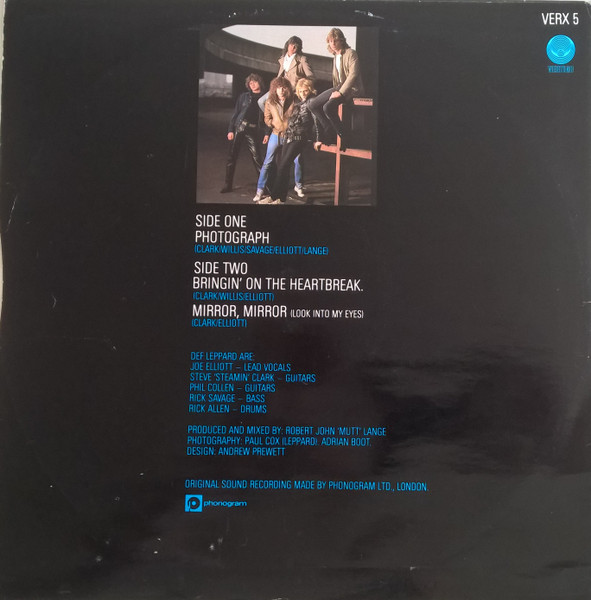 VERX 5
VERTIGO
SIDE ONE
PHOTOGRAPH
(CLARK/WILLIS/SAVAGE/ELLIOTT/LANGE)
SIDE TWO
BRINGIN' ON THE HEARTBREAK.
(CLARK/WILLIS/ELLIOTT)
MIRROR, MIRROR (LOOK INTO MY EYES)
(CLARK/ELLIOTT)
DEF LEPPARD ARE:
JOE ELLIOTT – LEAD VOCALS
STEVE 'STEAMIN' CLARK – GUITARS
PHIL COLLEN – GUITARS
RICK SAVAGE – BASS
RICK ALLEN – DRUMS
PRODUCED AND MIXED BY: ROBERT JOHN 'MUTT' LANGE
PHOTOGRAPHY: PAUL COX (LEPPARD): ADRIAN BOOT.
DESIGN: ANDREW PREWETT
ORIGINAL SOUND RECORDING MADE BY PHONOGRAM LTD., LONDON.
phonogram